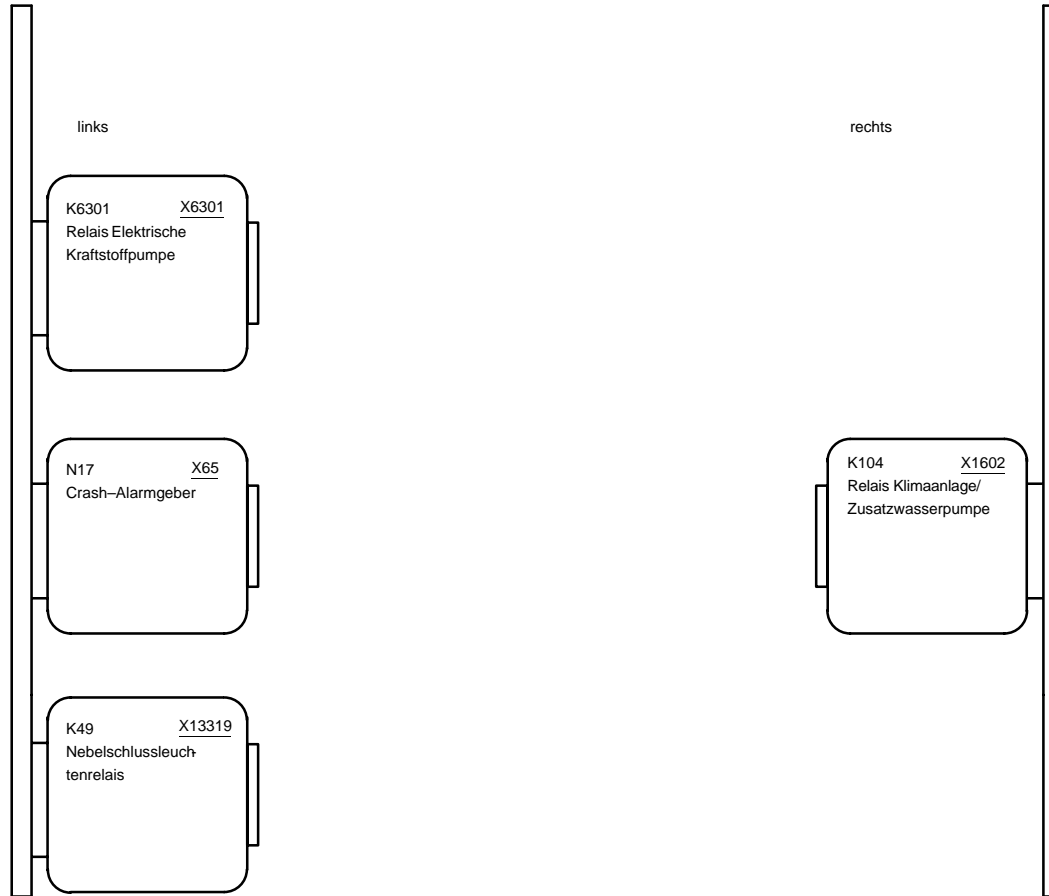 links
rechts
K6301 X6301
Relais Elektrische
Kraftstoffpumpe
N17 X65
Crash–Alarmgeber
K104 X1602
Relais Klimaanlage/
Zusatzwasserpumpe
K49 X13319
Nebelschlussleuch-
tenrelais